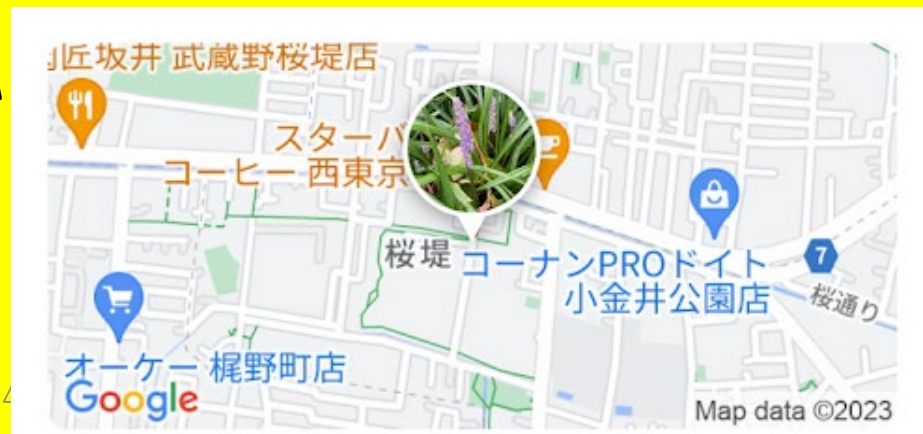 匠坂井 武蔵野桜堤店
スターバ
コーヒー 西東京
桜堤
コーナンPROドイト
小金井公園店
7
桜通り
オーケー 梶野町店
Google
Map data ©2023